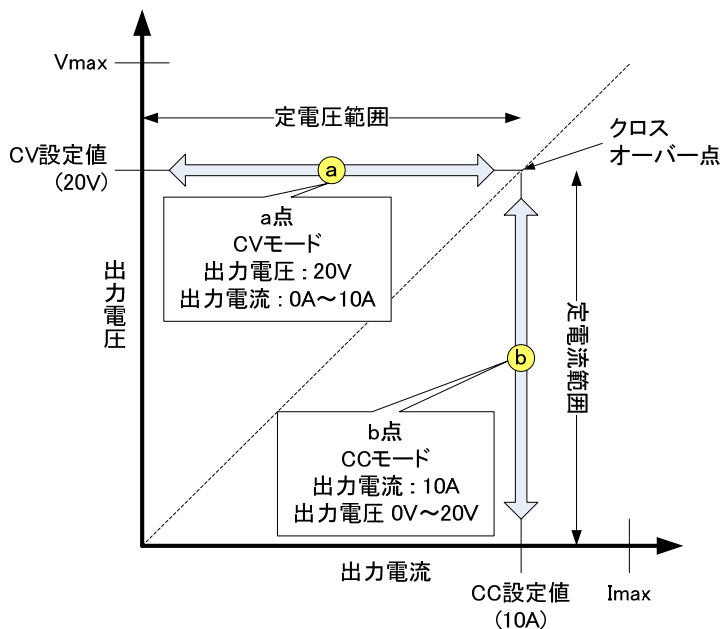 Vmax
定電圧範囲
クロス
オーバー点
CV設定値
(20V)
a
a点
CVモード
出力電圧 : 20V
出力電流 : 0A～10A
出力電圧
定電流範囲
b
b点
CCモード
出力電流 : 10A
出力電圧 0V～20V
出力電流
CC設定値
(10A)
Imax